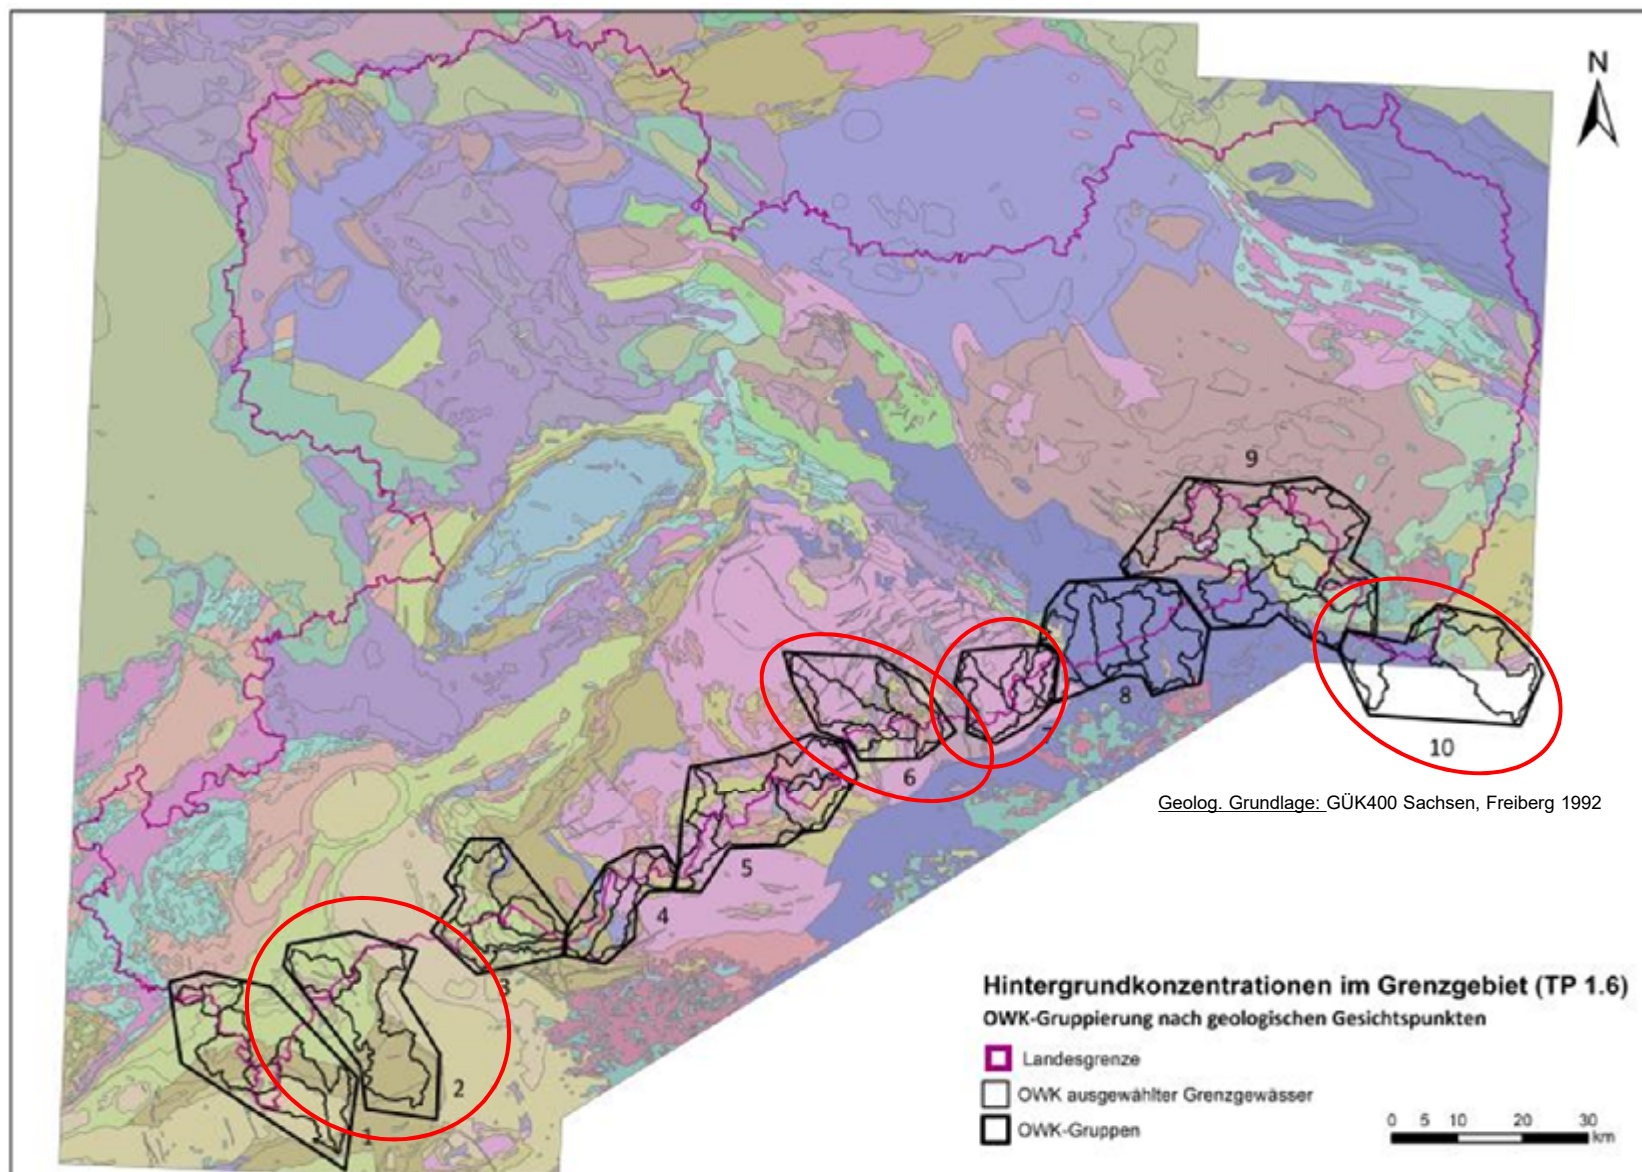 N
9
8
10
7
6
Geolog. Grundlage: GÜK400 Sachsen, Freiberg 1992
5
4
3
2
1
Hintergrundkonzentrationen im Grenzgebiet (TP 1.6)
OWK-Gruppierung nach geologischen Gesichtspunkten
Landesgrenze
OWK ausgewählter Grenzgewässer
OWK-Gruppen
0 5 10 20 30
km